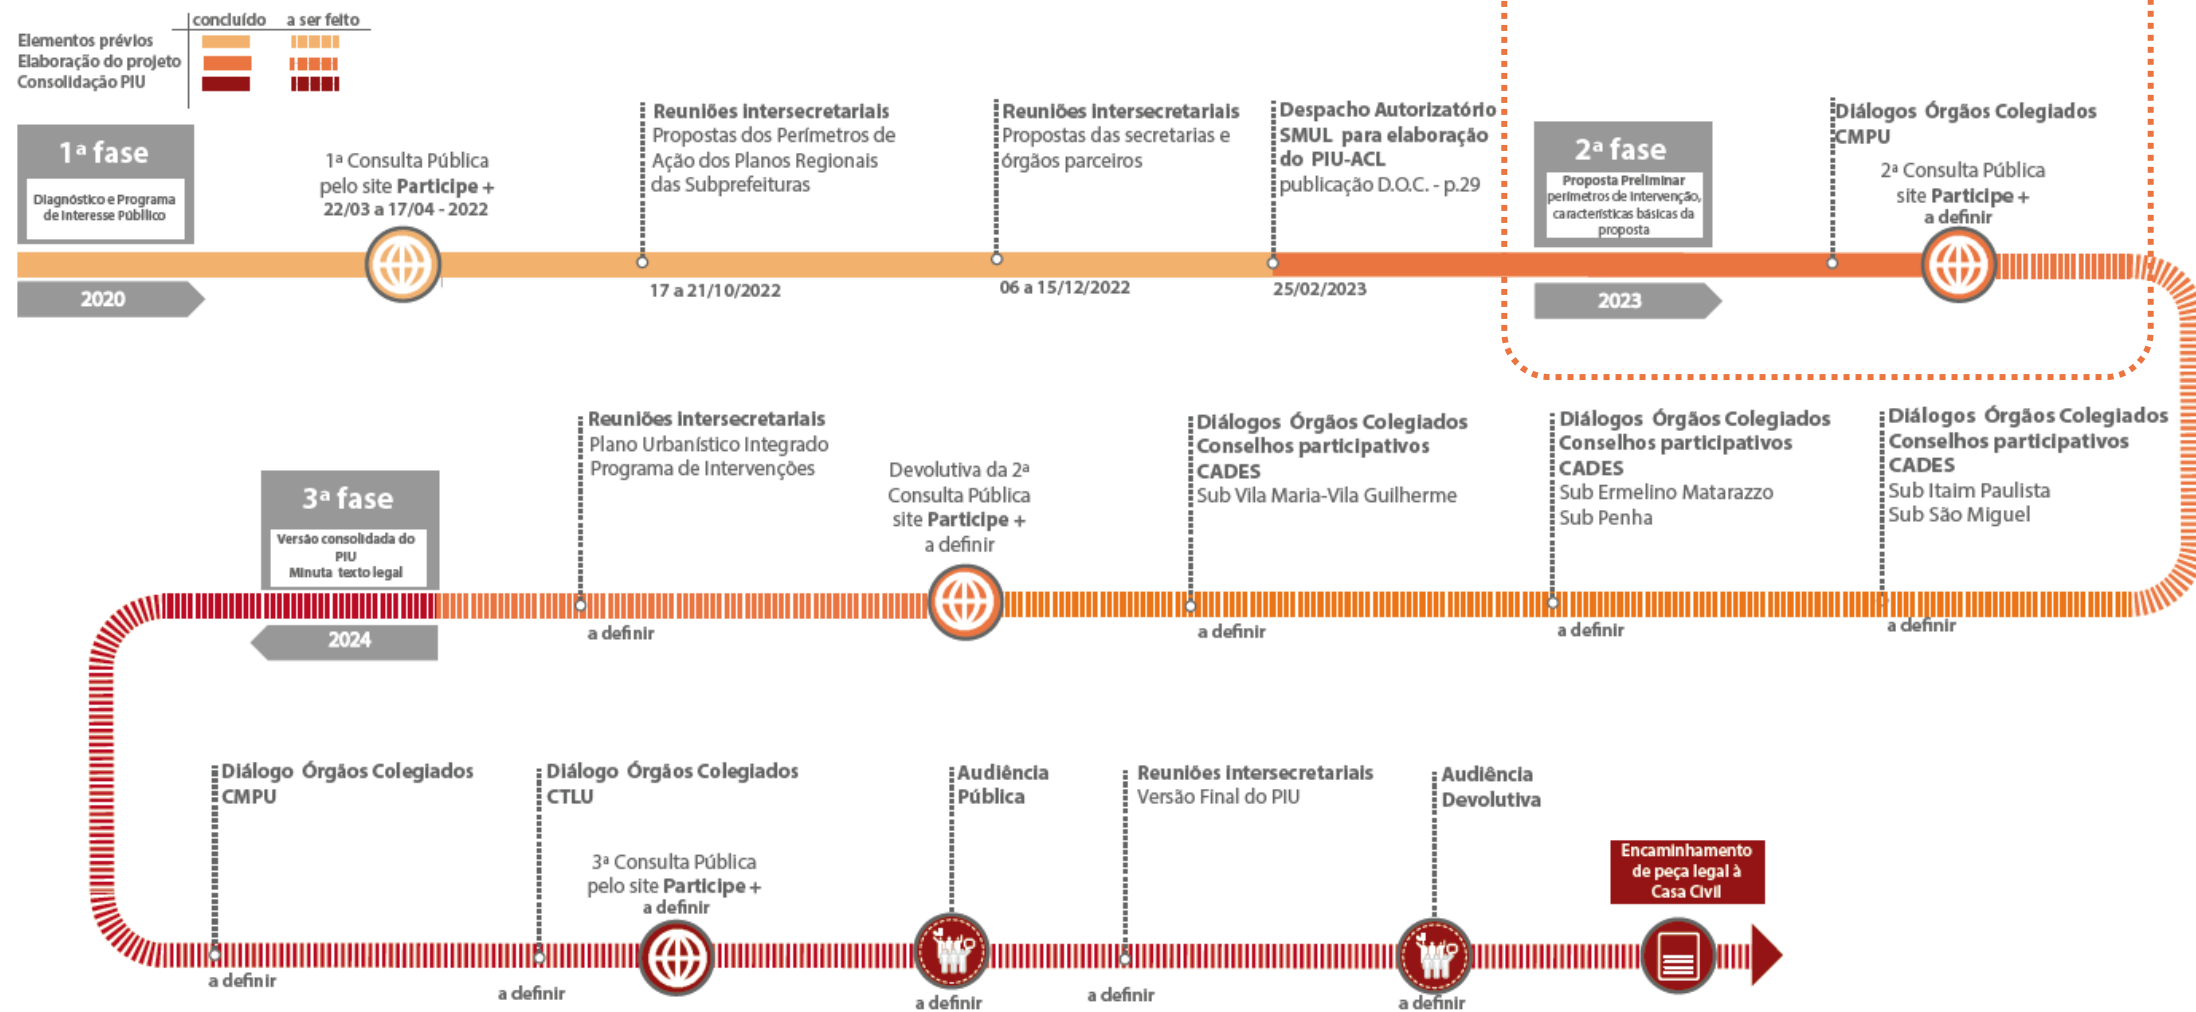 concluído a ser feito
Elementos prévios
Elaboração do projeto
Consolidação PIU
1ª fase
Diagnóstico e Programa
de Interesse Públlico
2020
1ª Consulta Pública
pelo site Participe +
22/03 a 17/04 - 2022
Reuniões intersecretariais
Propostas dos Perímetros de
Ação dos Planos Regionais
das Subprefeituras
17 a 21/10/2022
Reuniões intersecretariais
Propostas das secretarias e
órgãos parceiros
06 a 15/12/2022
Despacho Autorizatório
SMUL para elaboração
do PIU-ACL
publicação D.O.C. - p.29
25/02/2023
2ª fase
Proposta Preliminar
perímetros de intervenção,
características básicas da
proposta
2023
Diálogos Órgãos Colegiados
CMPU
2ª Consulta Pública
site Participe +
a definir
Diálogos Órgãos Colegiados
Conselhos participativos
CADES
Sub Itaim Paulista
Sub São Miguel
a definir
Diálogos Órgãos Colegiados
Conselhos participativos
CADES
Sub Ermelino Matarazzo
Sub Penha
a definir
Diálogos Órgãos Colegiados
Conselhos participativos
CADES
Sub Vila Maria-Vila Guilherme
a definir
Devolutiva da 2ª
Consulta Pública
site Participe +
a definir
Reuniões intersecretariais
Plano Urbanístico Integrado
Programa de Intervenções
a definir
3ª fase
Versão consolidada do
PIU
Minuta texto legal
2024
Diálogo Órgãos Colegiados
CMPU
a definir
Diálogo Órgãos Colegiados
CTLU
a definir
3ª Consulta Pública
pelo site Participe +
a definir
Audiência
Pública
a definir
Reuniões intersecretariais
Versão Final do PIU
a definir
Audiência
Devolutiva
a definir
Encaminhamento
de peça legal à
Casa Civil